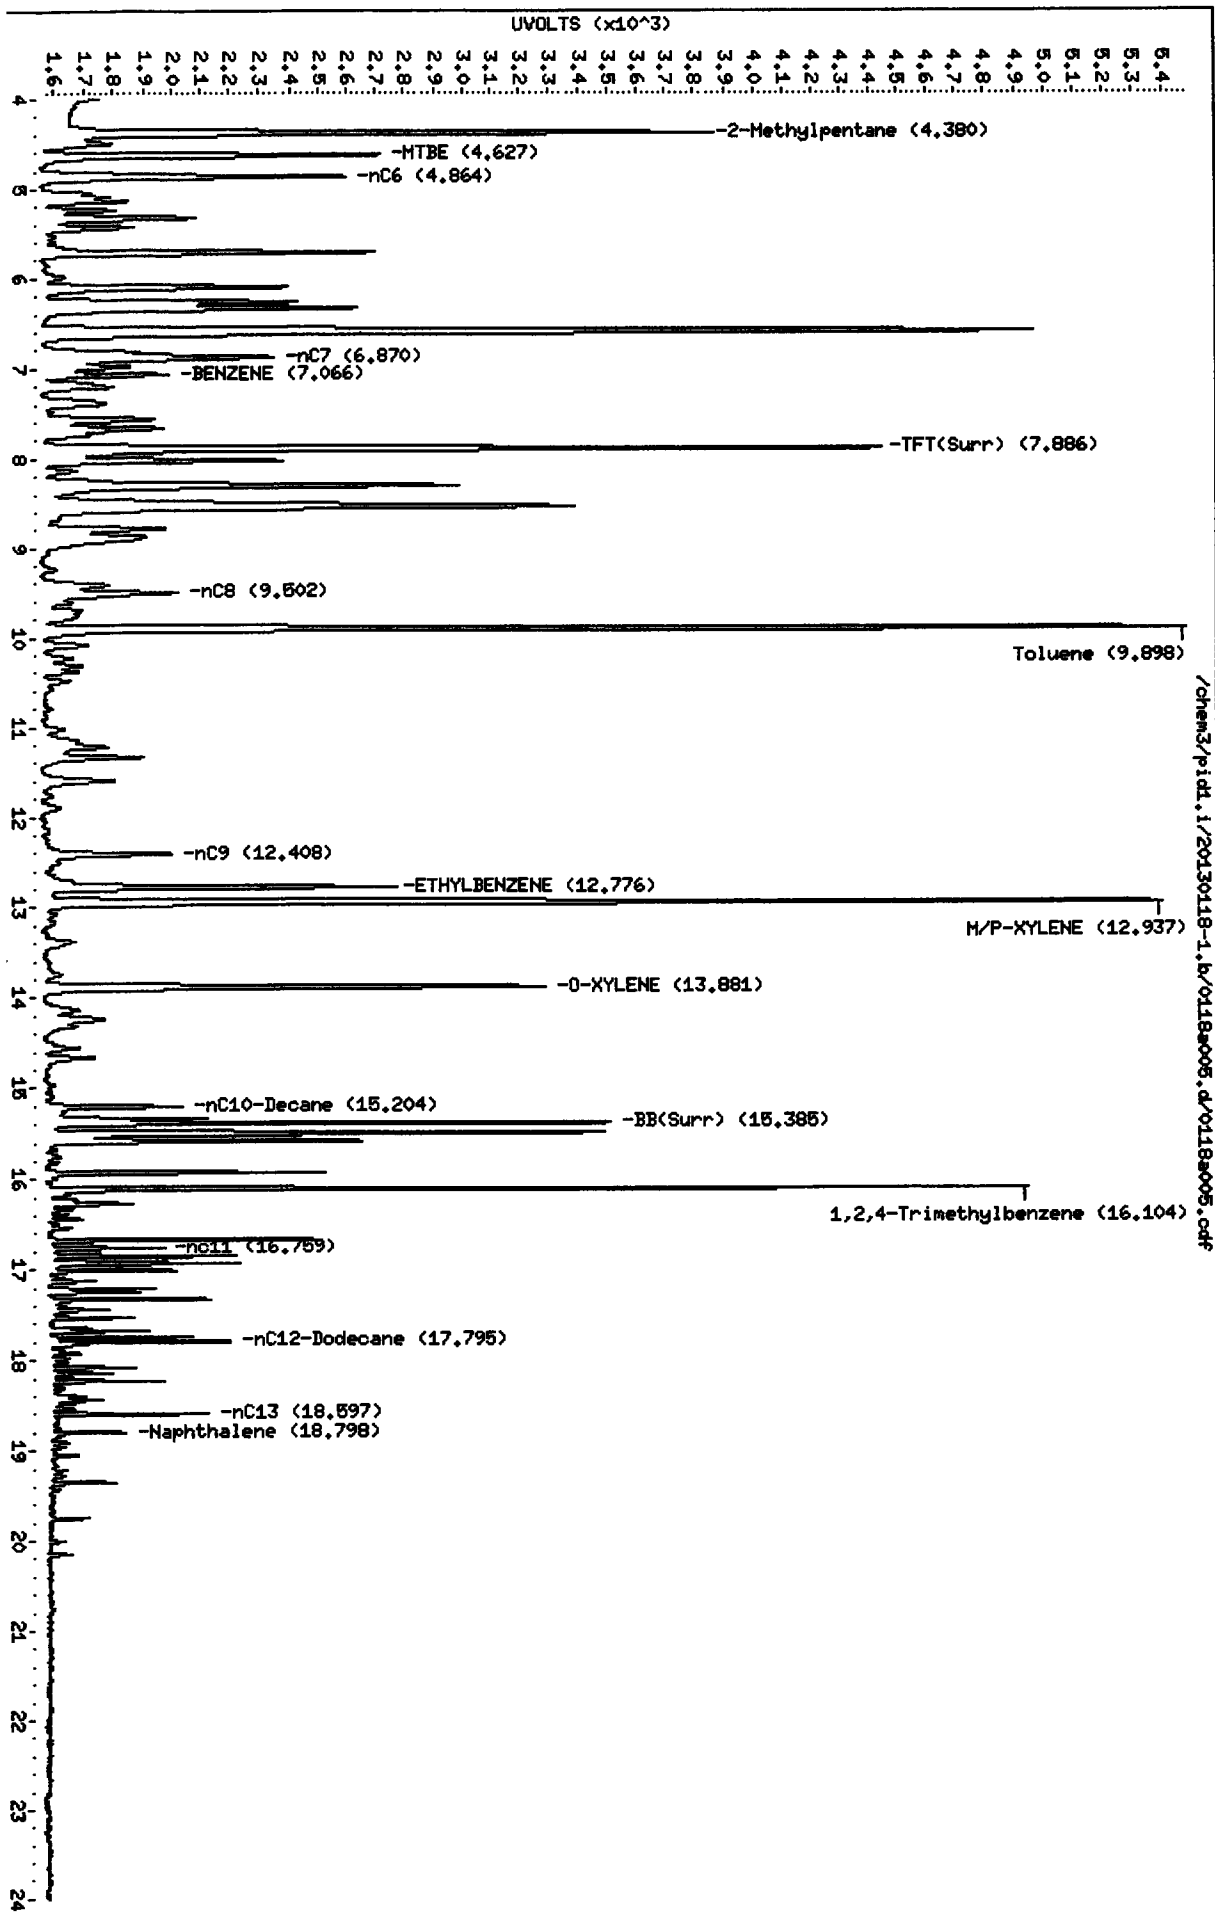 UVOLTS (x10^3)
1.6
1.7
1.8
1.9
2.0
2.1
2.2
2.3
2.4
2.5
2.6
2.7
2.8
2.9
3.0
3.1
3.2
3.3
3.4
3.5
3.6
3.7
3.8
3.9
4.0
4.1
4.2
4.3
4.4
4.5
4.6
4.7
4.8
4.9
5.0
5.1
5.2
5.3
5.4
/chem3/pid1.i/20130118-1.b/0118a005.d/0118a005.cdf
-2-Methylpentane (4.380)
-MTBE (4.627)
-nC6 (4.864)
-nC7 (6.870)
-BENZENE (7.066)
-TFT(Surr) (7.886)
-nC8 (9.502)
Toluene (9.898)
-nC9 (12.408)
-ETHYLBENZENE (12.776)
M/P-XYLENE (12.937)
-O-XYLENE (13.881)
-nC10-Decane (15.204)
-BB(Surr) (15.385)
1,2,4-Trimethylbenzene (16.104)
-nc11 (16.759)
-nC12-Dodecane (17.795)
-nC13 (18.597)
-Naphthalene (18.798)
4
5
6
7
8
9
10
11
12
13
14
15
16
17
18
19
20
21
22
23
24